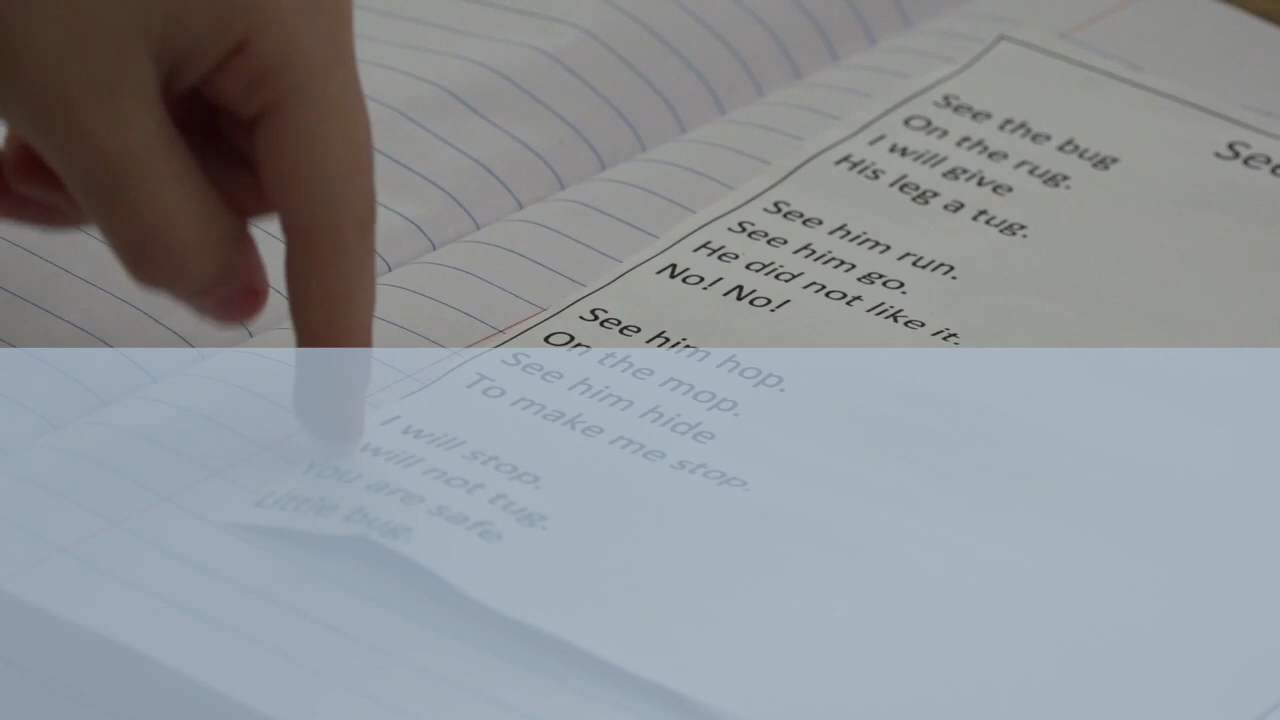 See the bug
On the rug.
I will give
His leg a tug.
See him run.
See him go.
He did not like it.
No! No!
See him hop.
On the mop.
See him hide
To make me stop.
I will stop.
will not tug.
You are safe
Little bug.